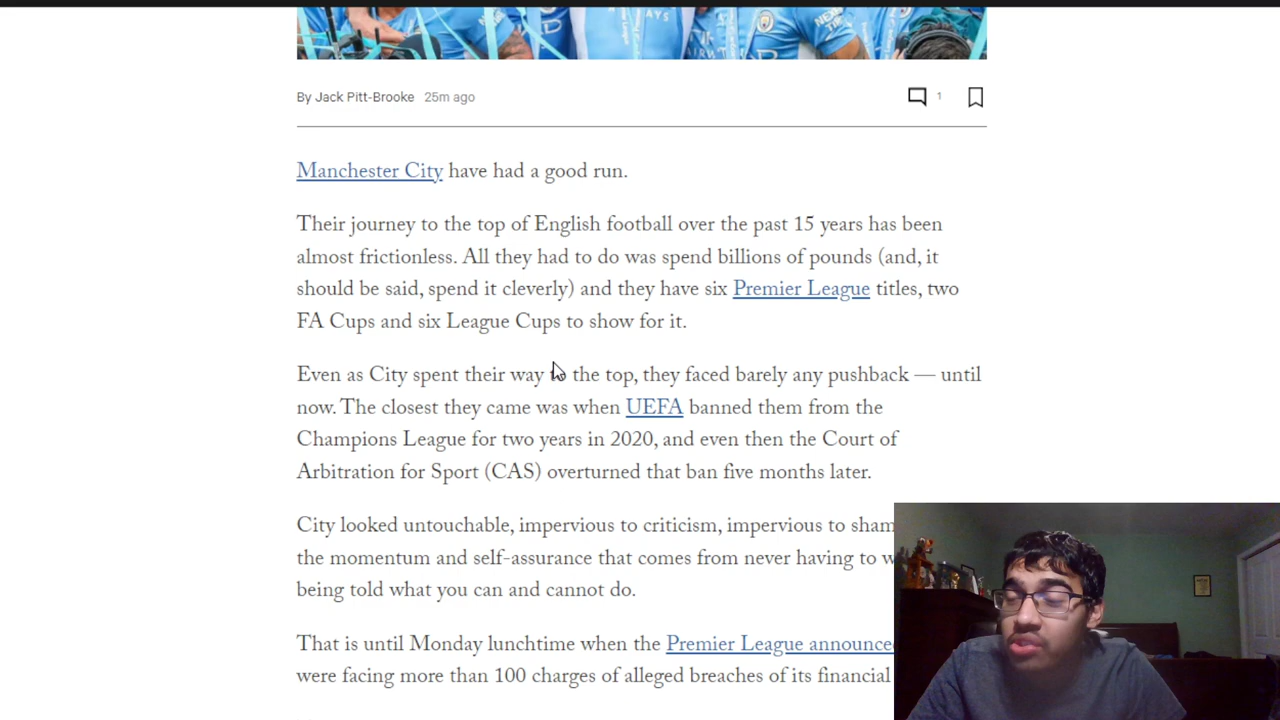 By Jack Pitt-Brooke 25m ago 1
Manchester City have had a good run.
Their journey to the top of English football over the past 15 years has been
almost frictionless. All they had to do was spend billions of pounds (and, it
should be said, spend it cleverly) and they have six Premier League titles, two
FA Cups and six League Cups to show for it.
Even as City spent their way the top, they faced barely any pushback — until
now. The closest they came was when UEFA banned them from the
Champions League for two years in 2020, and even then the Court of
Arbitration for Sport (CAS) overturned that ban five months later.
City looked untouchable, impervious to criticism, impervious to
the momentum and self-assurance that comes from never having to
being told what you can and cannot do.
That is until Monday lunchtime when the Premier League
were facing more than 100 charges of alleged breaches of its financial